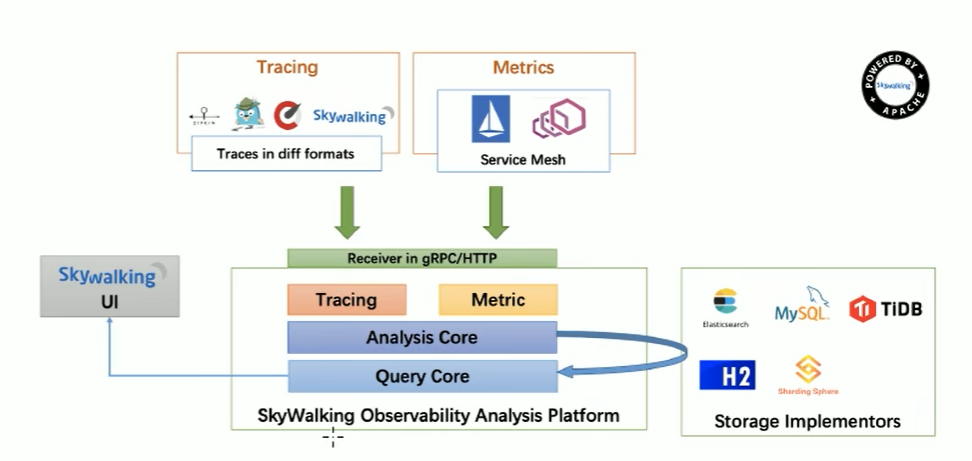 Tracing
Metrics
POWERED BY
Skywalking
APACHE
ZIPKIN
Skywalking
Traces in diff formats
Service Mesh
Receiver in gRPC/HTTP
Skywalking
UI
Tracing
Metric
Analysis Core
Query Core
SkyWalking Observability Analysis Platform
Elasticsearch
MySQL
TiDB
H2
Sharding Sphere
Storage Implementors